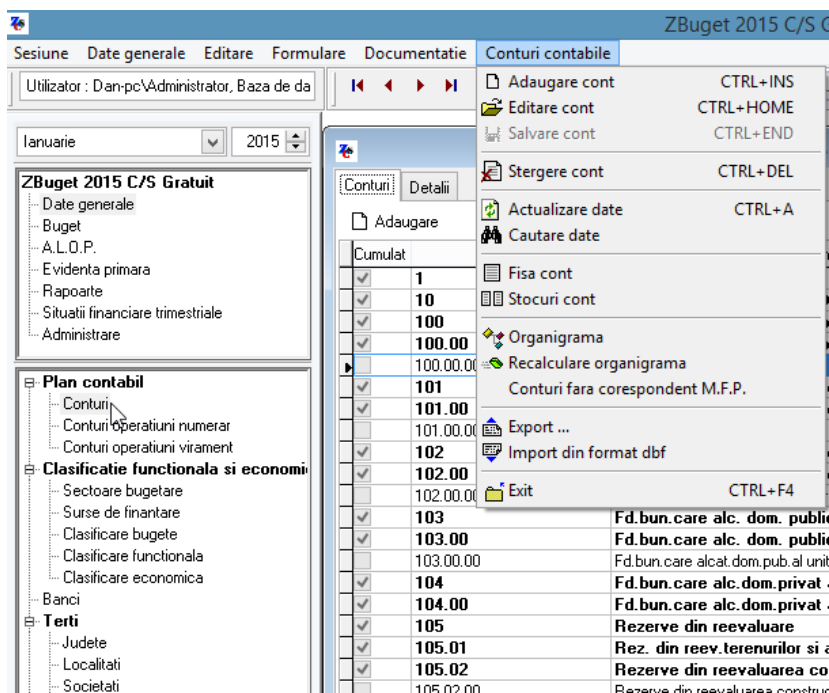 ZBuget 2015 C/S
Sesiune Date generale Editare Formulare Documentatie Conturi contabile
Utilizator : Dan-pc\Administrator, Baza de da
Ianuarie 2015
ZBuget 2015 C/S Gratuit
Date generale
Buget
A.L.O.P.
Evidenta primara
Rapoarte
Situatii financiare trimestriale
Administrare
Plan contabil
Conturi
Conturi operatiuni numerar
Conturi operatiuni virament
Clasificatie functionala si economi
Sectoare bugetare
Surse de finantare
Clasificare bugete
Clasificare functionala
Clasificare economica
Banci
Terti
Judete
Localitati
Societati
Adaugare cont CTRL+INS
Editare cont CTRL+HOME
Salvare cont CTRL+END
Stergere cont CTRL+DEL
Actualizare date CTRL+A
Cautare date
Fisa cont
Stocuri cont
Organigrama
Recalculare organigrama
Conturi fara corespondent M.F.P.
Export ...
Import din format dbf
Exit CTRL+F4
Conturi Detalii
Adaugare
Cumulat
1
10
100
100.00
100.00.00
101
101.00
101.00.00
102
102.00
102.00.00
103 Fd.bun.care alc. dom. public
103.00 Fd.bun.care alc. dom. public
103.00.00 Fd.bun.care alcat.dom.pub.al unit
104 Fd.bun.care alc.dom.privat
104.00 Fd.bun.care alc.dom.privat
105 Rezerve din reevaluare
105.01 Rez. din reev.terenurilor si a
105.02 Rezerve din reevaluarea co
105.02.00 Rezerve din reevaluarea construc